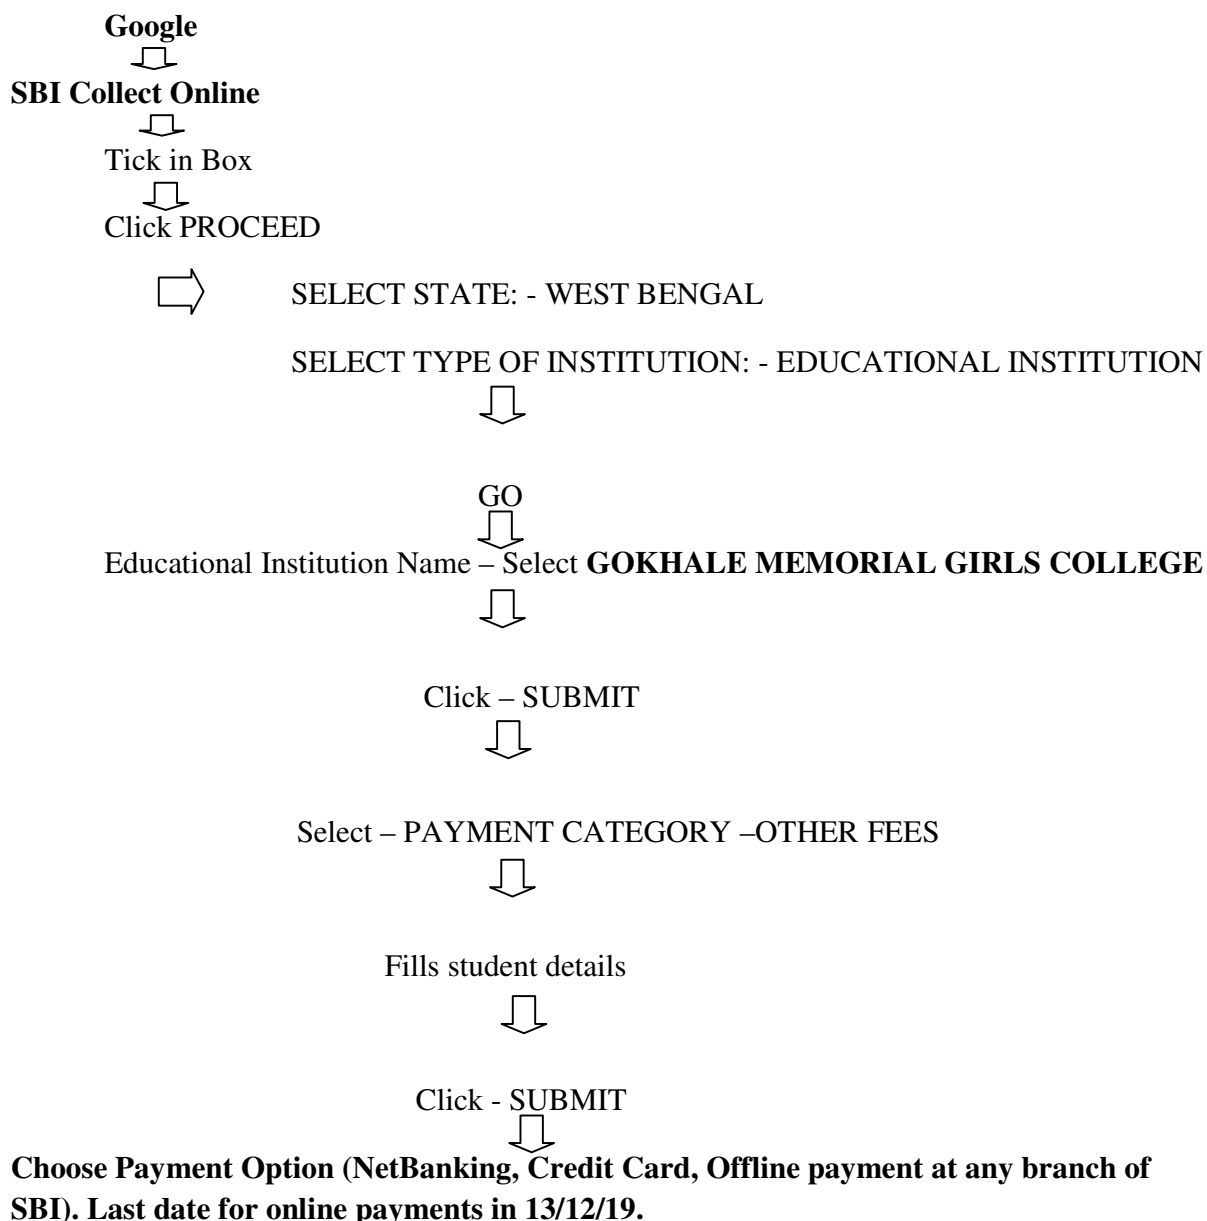 Google
SBI Collect Online
Tick in Box
Click PROCEED
SELECT STATE: - WEST BENGAL
SELECT TYPE OF INSTITUTION: - EDUCATIONAL INSTITUTION
GO
Educational Institution Name – Select GOKHALE MEMORIAL GIRLS COLLEGE
Click – SUBMIT
Select – PAYMENT CATEGORY –OTHER FEES
Fills student details
Click - SUBMIT
Choose Payment Option (NetBanking, Credit Card, Offline payment at any branch of
SBI). Last date for online payments in 13/12/19.